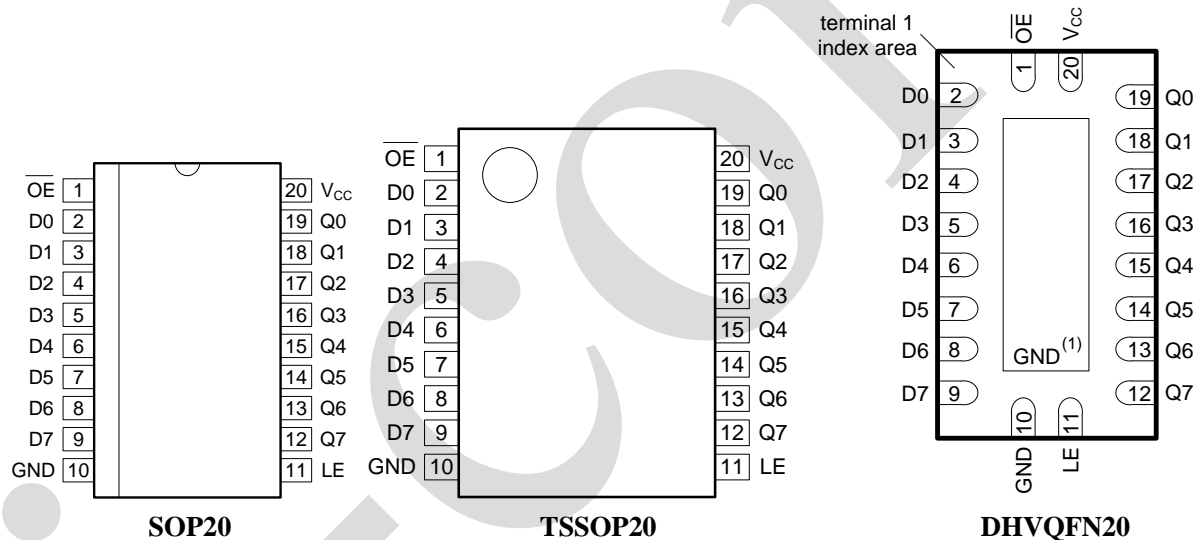 OE 1 20 VCC
D0 2 19 Q0
D1 3 18 Q1
D2 4 17 Q2
D3 5 16 Q3
D4 6 15 Q4
D5 7 14 Q5
D6 8 13 Q6
D7 9 12 Q7
GND 10 11 LE
SOP20
OE 1 20 VCC
D0 2 19 Q0
D1 3 18 Q1
D2 4 17 Q2
D3 5 16 Q3
D4 6 15 Q4
D5 7 14 Q5
D6 8 13 Q6
D7 9 12 Q7
GND 10 11 LE
TSSOP20
terminal 1
index area
OE VCC
1 20
D0 2 19 Q0
D1 3 18 Q1
D2 4 17 Q2
D3 5 16 Q3
D4 6 15 Q4
D5 7 14 Q5
D6 8 GND(1) 13 Q6
D7 9 12 Q7
10 11
GND LE
DHVQFN20